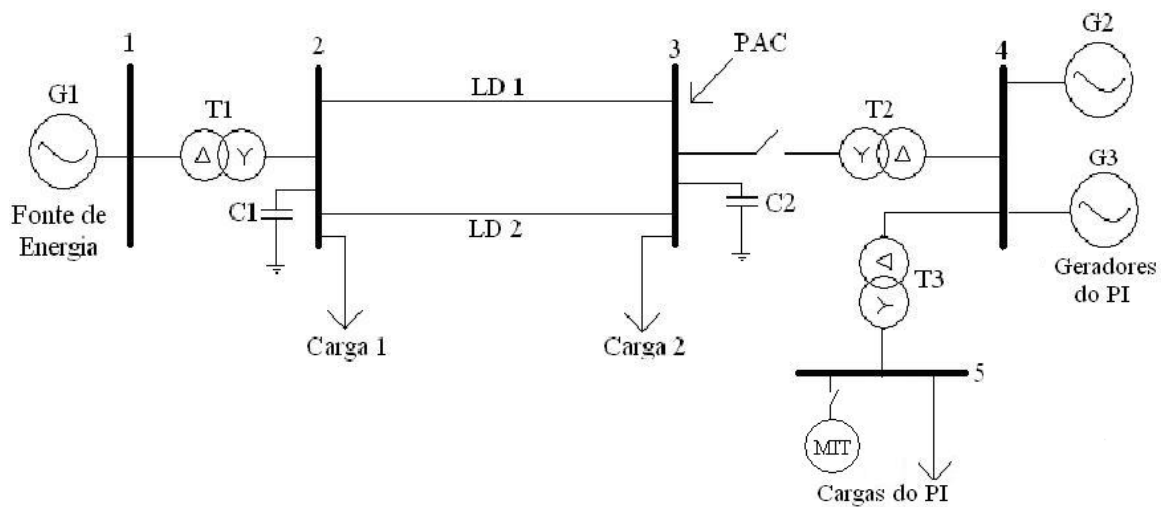 1
2
3
4
G2
PAC
G1
T1
LD 1
T2
G3
Fonte de
Energia
C1
LD 2
C2
T3
Geradores
do PI
Carga 1
Carga 2
5
MIT
Cargas do PI